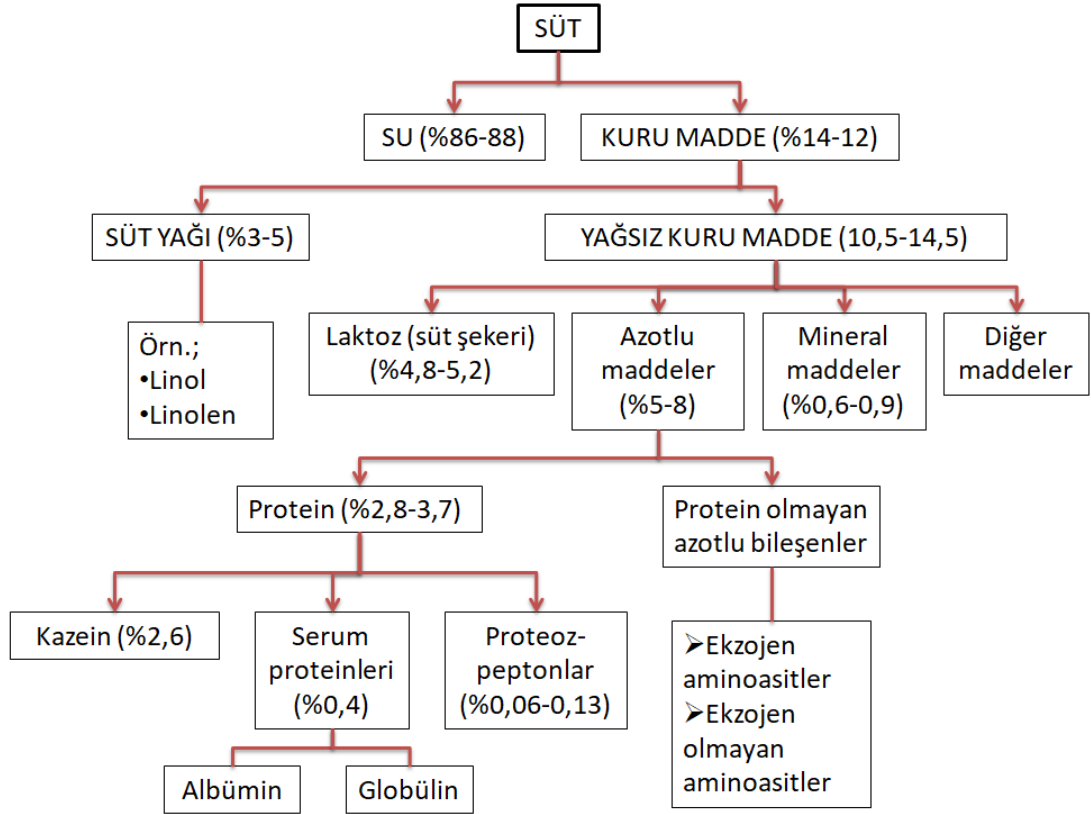 SÜT
SU (%86-88)
KURU MADDE (%14-12)
SÜT YAĞI (%3-5)
YAĞSIZ KURU MADDE (10,5-14,5)
Örn.;
•Linol
•Linolen
Laktoz (süt şekeri)
(%4,8-5,2)
Azotlu
maddeler
(%5-8)
Mineral
maddeler
(%0,6-0,9)
Diğer
maddeler
Protein (%2,8-3,7)
Protein olmayan
azotlu bileşenler
Kazein (%2,6)
Serum
proteinleri
(%0,4)
Proteoz-
peptonlar
(%0,06-0,13)
➢Ekzojen
aminoasitler
➢Ekzojen
olmayan
aminoasitler
Albümin
Globülin